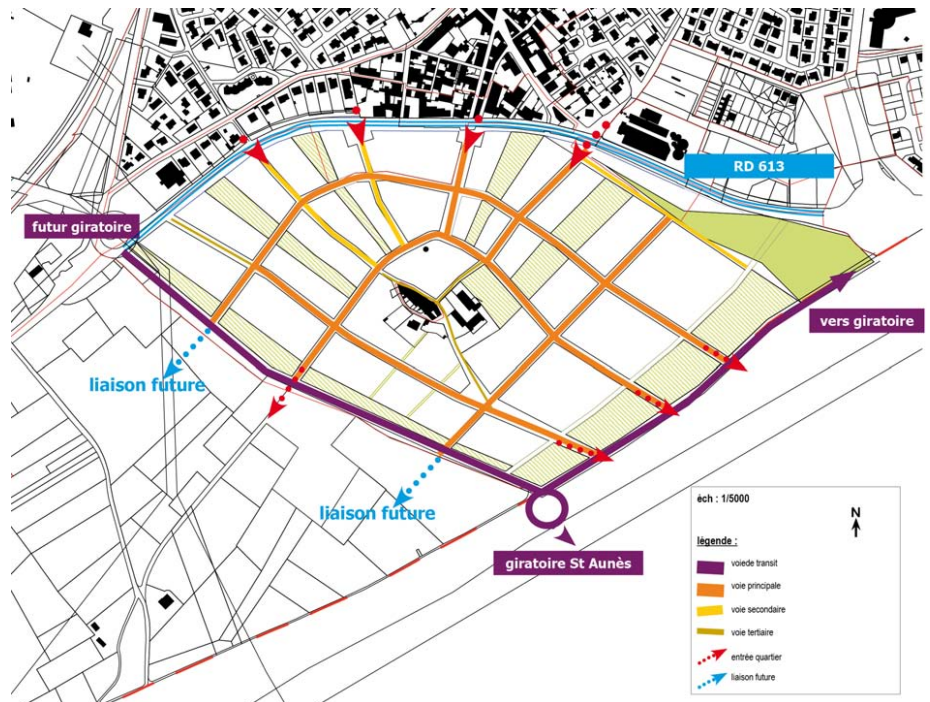 RD 613
futur giratoire
vers giratoire
liaison future
liaison future
giratoire St Aunès
éch : 1/5000
N
légende :
voiede transit
voie principale
voie secondaire
voie tertiaire
entrée quartier
liaison future